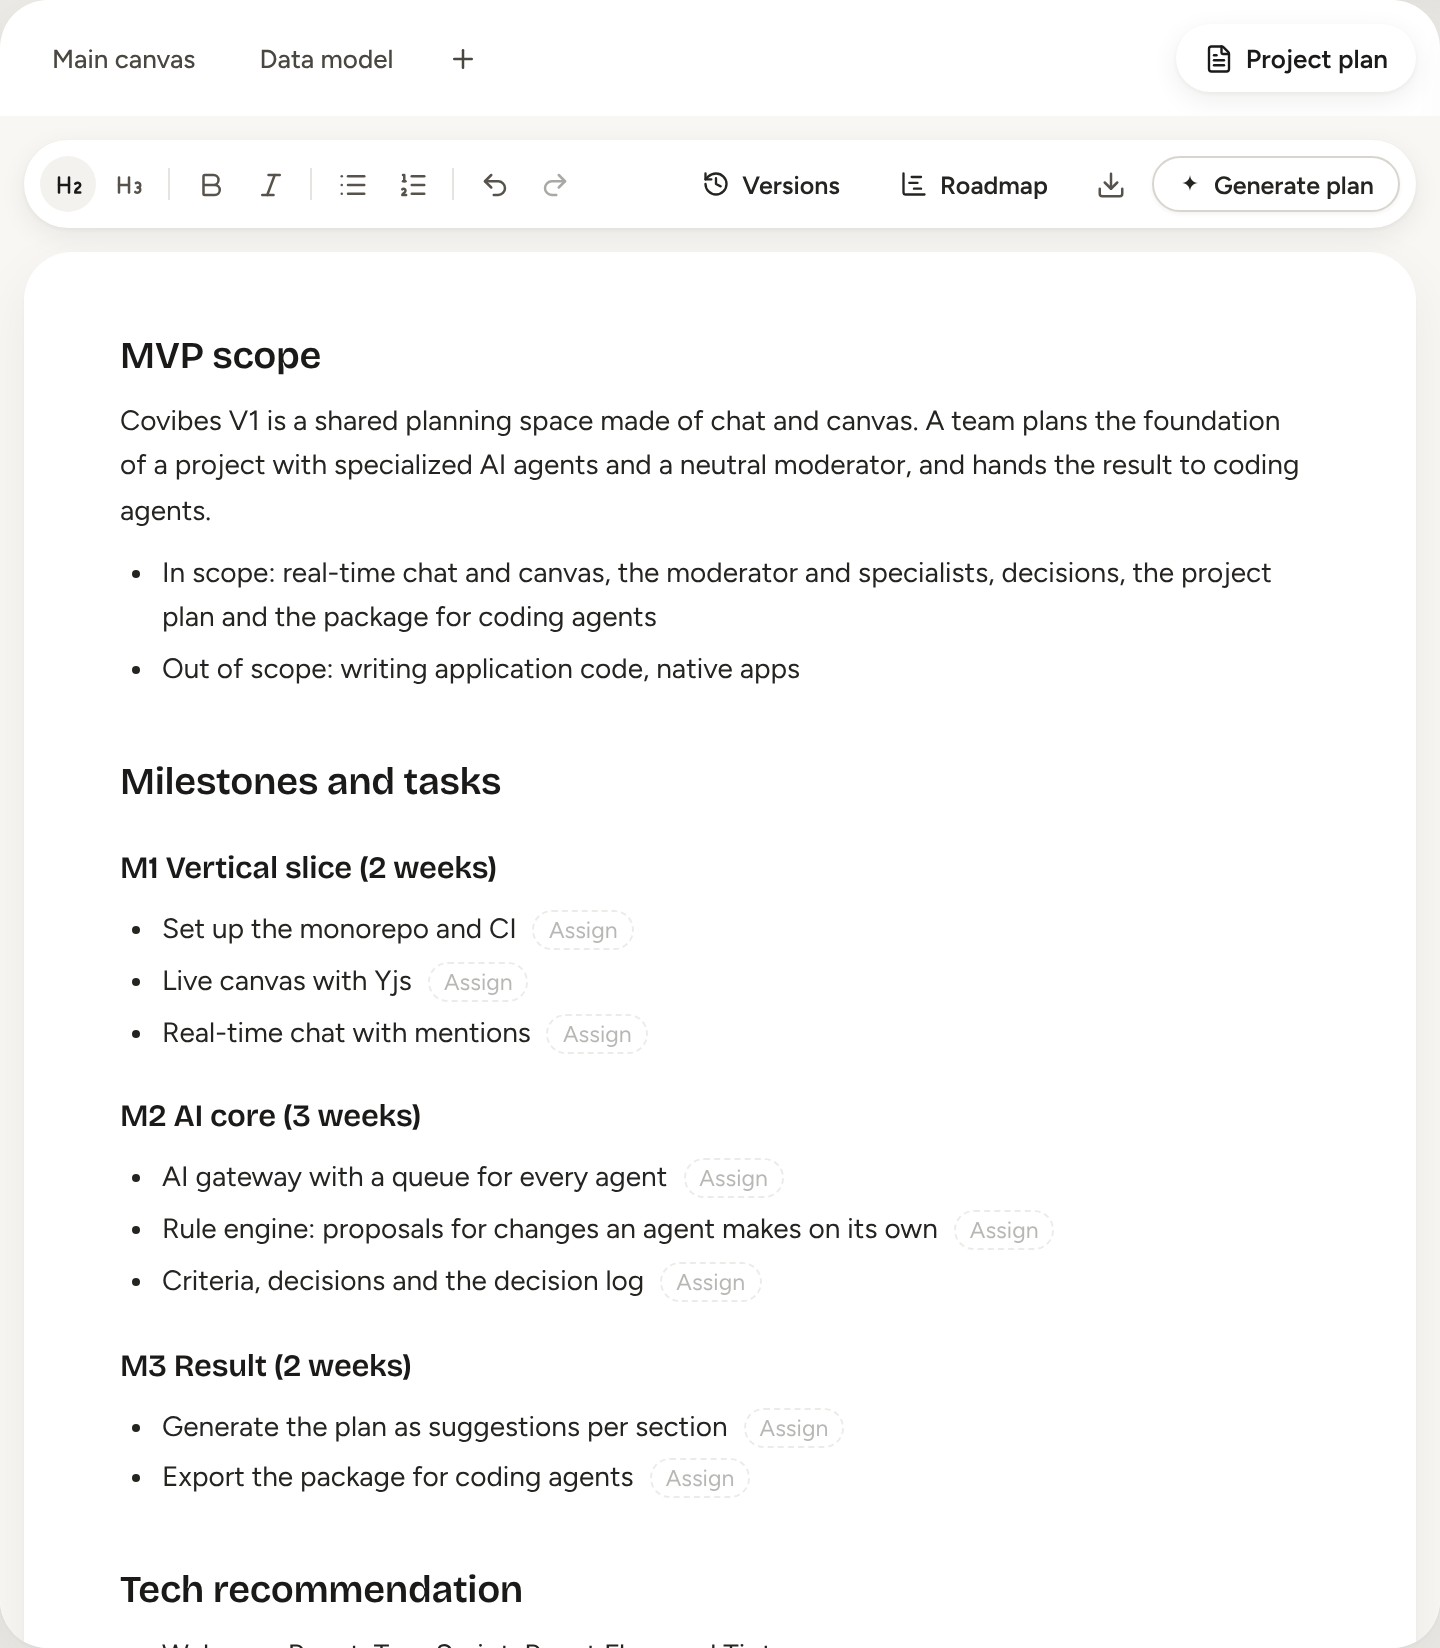 Main canvas
Data model
Project plan
H2
H3
B
I
Versions
Roadmap
Generate plan
MVP scope
Covibes V1 is a shared planning space made of chat and canvas. A team plans the foundation
of a project with specialized AI agents and a neutral moderator, and hands the result to coding
agents.
• In scope: real-time chat and canvas, the moderator and specialists, decisions, the project
plan and the package for coding agents
• Out of scope: writing application code, native apps
Milestones and tasks
M1 Vertical slice (2 weeks)
• Set up the monorepo and CI Assign
• Live canvas with Yjs Assign
• Real-time chat with mentions Assign
M2 AI core (3 weeks)
• AI gateway with a queue for every agent Assign
• Rule engine: proposals for changes an agent makes on its own Assign
• Criteria, decisions and the decision log Assign
M3 Result (2 weeks)
• Generate the plan as suggestions per section Assign
• Export the package for coding agents Assign
Tech recommendation